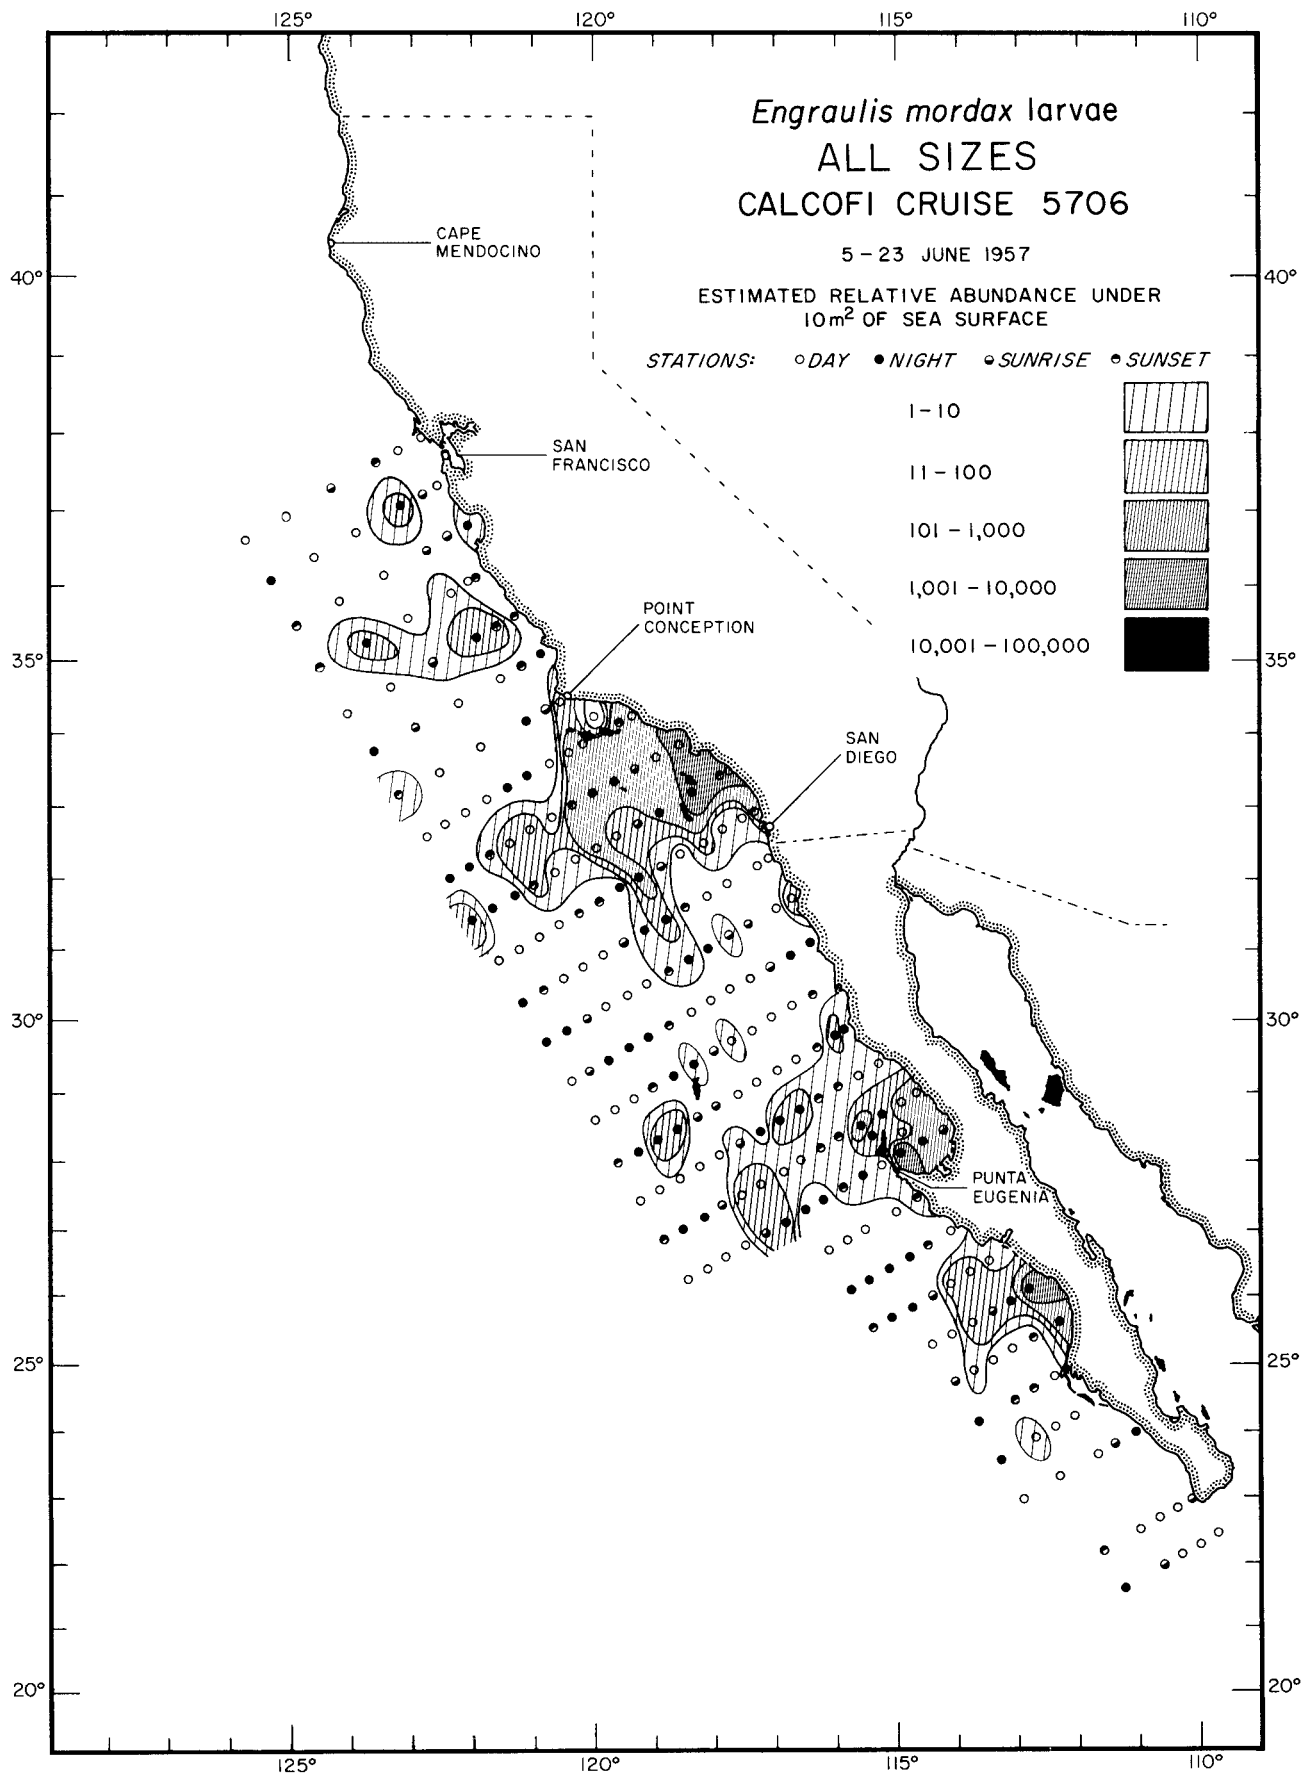 125° 120° 115° 110°
Engraulis mordax larvae
ALL SIZES
CALCOFI CRUISE 5706
5-23 JUNE 1957
ESTIMATED RELATIVE ABUNDANCE UNDER
10m² OF SEA SURFACE
STATIONS: DAY NIGHT SUNRISE SUNSET
1-10
11-100
101-1,000
1,001-10,000
10,001-100,000
CAPE
MENDOCINO
40° 40°
SAN
FRANCISCO
POINT
CONCEPTION
35° 35°
SAN
DIEGO
30° 30°
PUNTA
EUGENIA
25° 25°
20° 20°
125° 120° 115° 110°